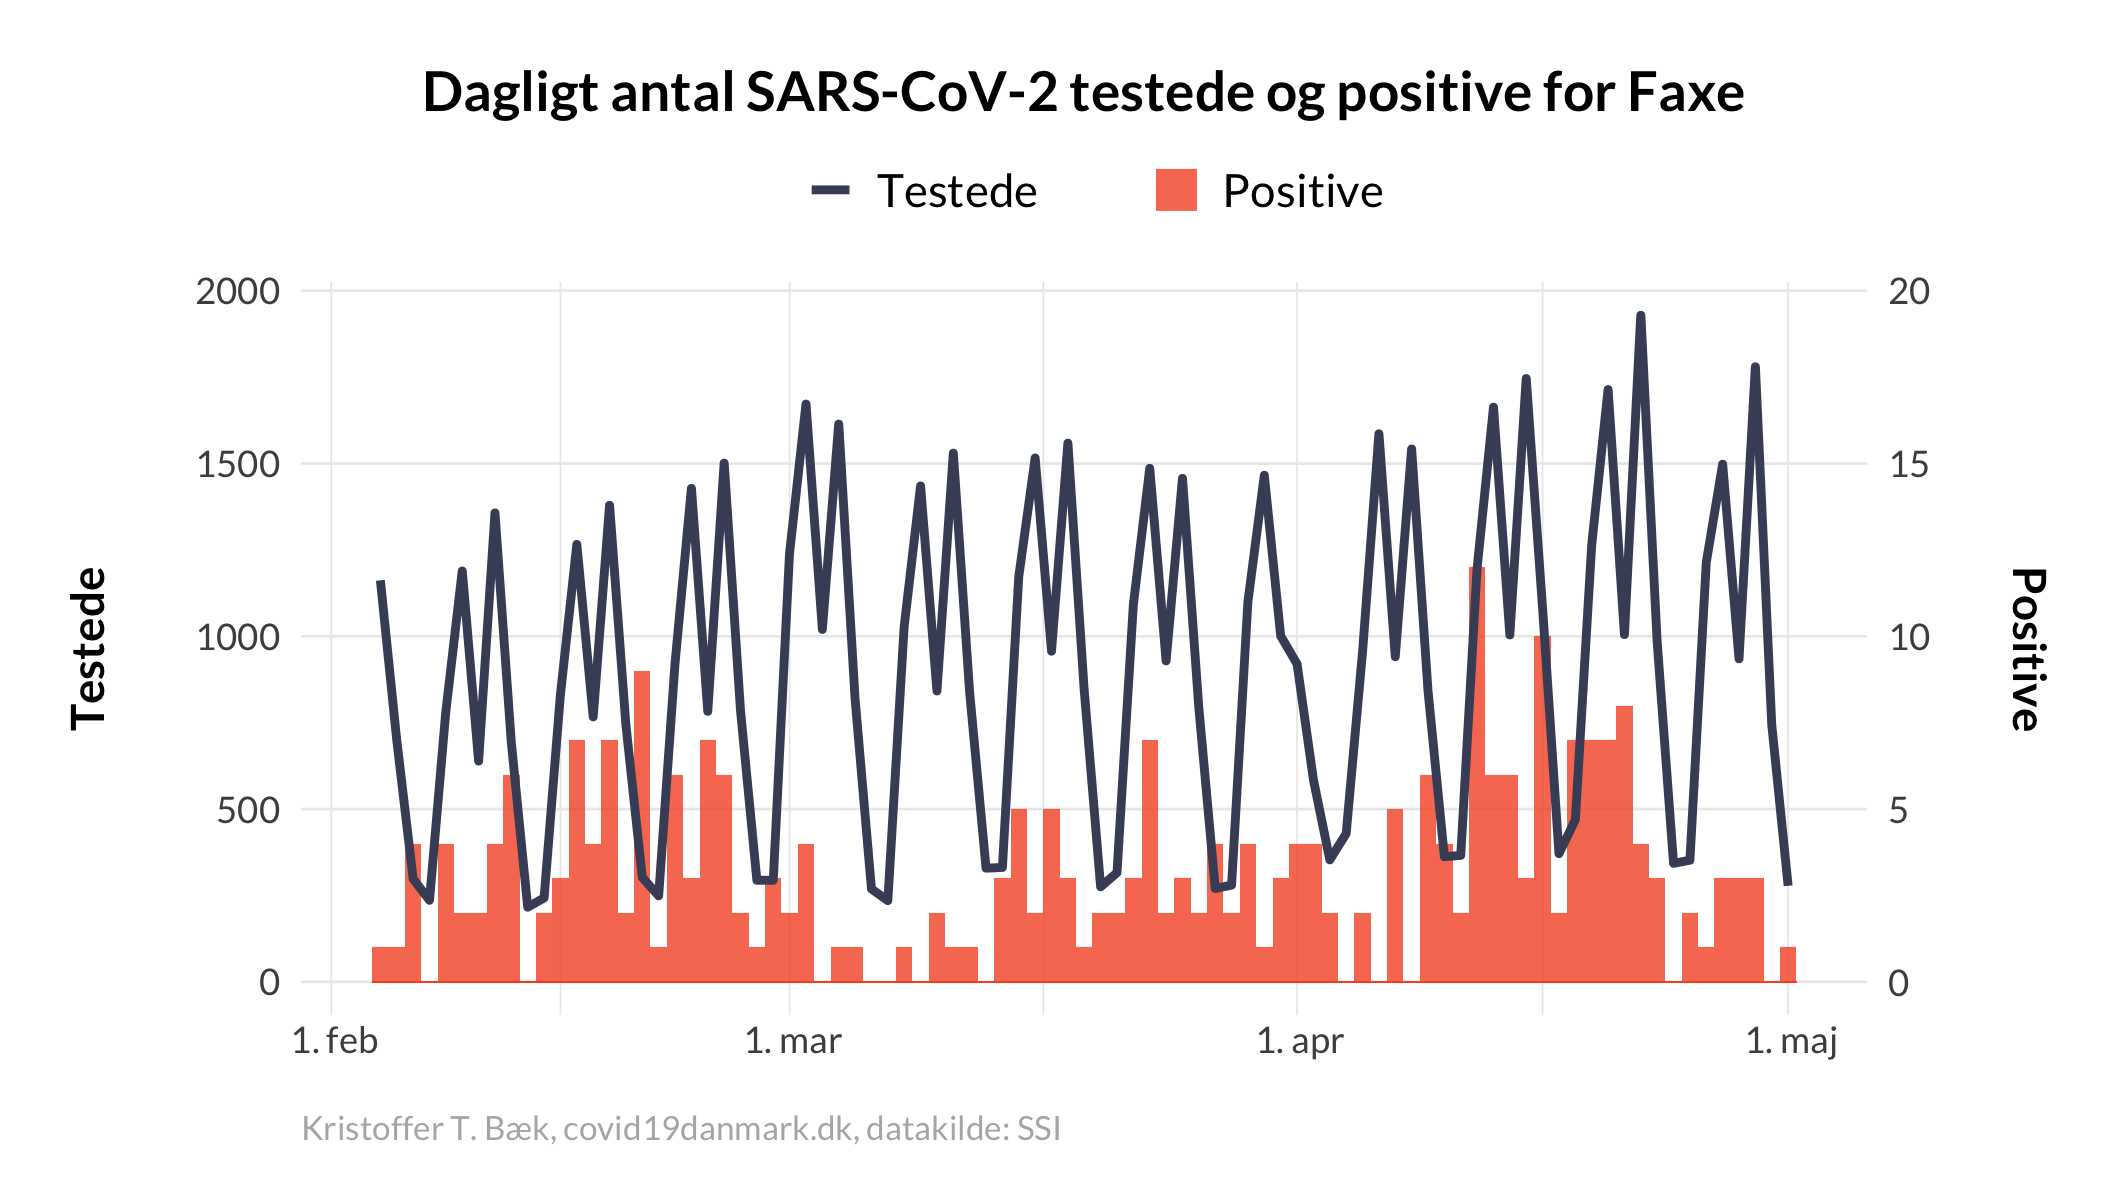 Dagligt antal SARS-CoV-2 testede og positive for Faxe
Testede Positive
2000 20
1500 15
1000 10
500 5
0 0
Testede
Positive
1. feb 1. mar 1. apr 1. maj
Kristoffer T. Bæk, covid19danmark.dk, datakilde: SSI